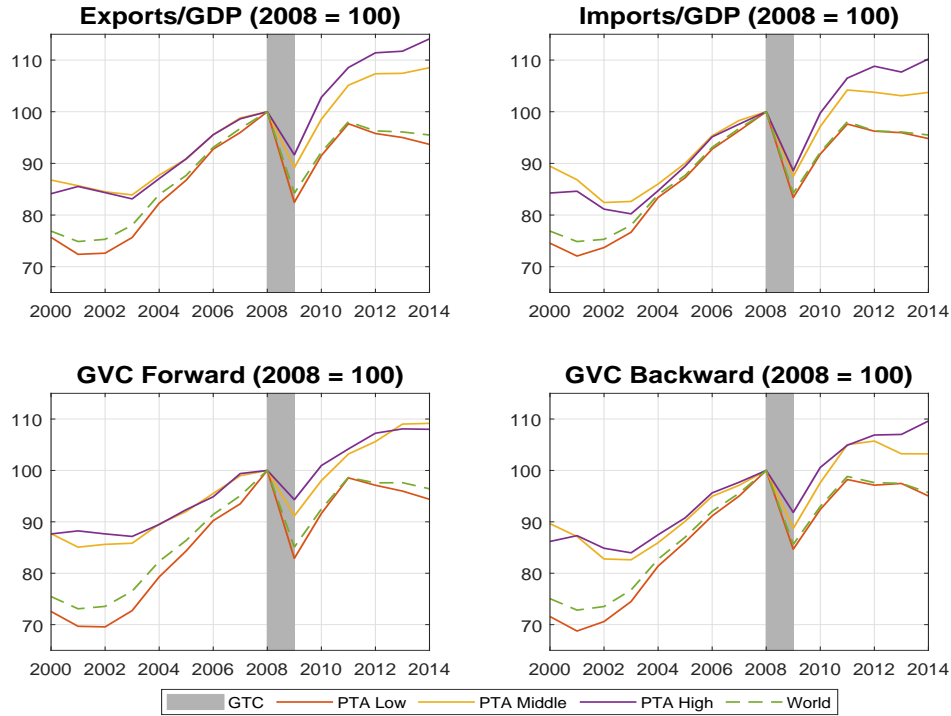 Exports/GDP (2008 = 100)
110
100
90
80
70
2000 2002 2004 2006 2008 2010 2012 2014
Imports/GDP (2008 = 100)
110
100
90
80
70
2000 2002 2004 2006 2008 2010 2012 2014
GVC Forward (2008 = 100)
110
100
90
80
70
2000 2002 2004 2006 2008 2010 2012 2014
GVC Backward (2008 = 100)
110
100
90
80
70
2000 2002 2004 2006 2008 2010 2012 2014
GTC PTA Low PTA Middle PTA High World